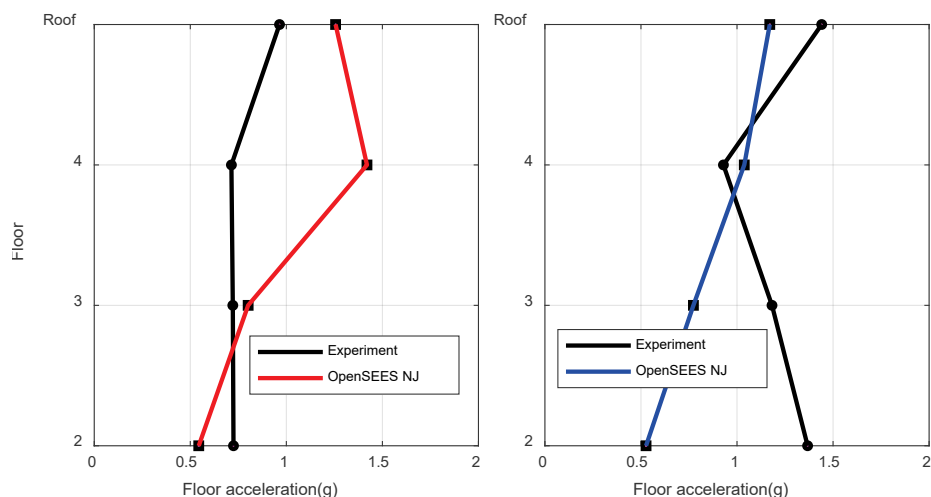 Roof
4
3
2
Floor
0
0.5
1
1.5
2
Floor acceleration(g)
Experiment
OpenSEES NJ
Roof
4
3
2
0
0.5
1
1.5
2
Floor acceleration(g)
Experiment
OpenSEES NJ